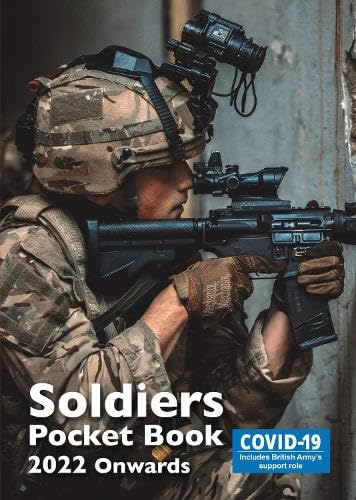 Soldiers
Pocket Book
2022 Onwards
COVID-19
Includes British Army's
support role